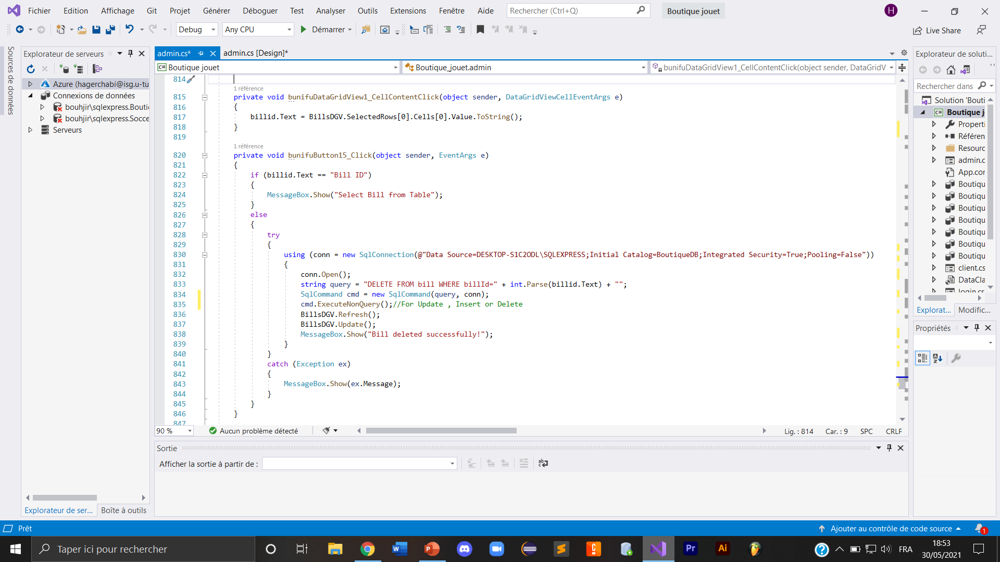 Fichier Edition Affichage Git Projet Générer Déboguer Test Analyser Outils Extensions Fenêtre Aide Rechercher (Ctrl+Q) Boutique jouet H
Debug Any CPU Démarrer Live Share
Sources de données
Explorateur de serveurs
Azure (hagerchabi@isg.u-tu
Connexions de données
bouhjir\sqlexpress.Bouti
bouhjir\sqlexpress.Socce
Serveurs
Explorateur de ser... Boîte à outils
admin.cs* admin.cs [Design]*
C# Boutique jouet Boutique_jouet.admin bunifuDataGridView1_CellContentClick(object sender, DataGridV
814
1 référence
815 private void bunifuDataGridView1_CellContentClick(object sender, DataGridViewCellEventArgs e)
816 {
817 billid.Text = BillsDGV.SelectedRows[0].Cells[0].Value.ToString();
818 }
819
1 référence
820 private void bunifuButton15_Click(object sender, EventArgs e)
821 {
822 if (billid.Text == "Bill ID")
823 {
824 MessageBox.Show("Select Bill from Table");
825 }
826 else
827 {
828 try
829 {
830 using (conn = new SqlConnection(@"Data Source=DESKTOP-S1C2ODL\SQLEXPRESS;Initial Catalog=BoutiqueDB;Integrated Security=True;Pooling=False"))
831 {
832 conn.Open();
833 string query = "DELETE FROM bill WHERE billId=" + int.Parse(billid.Text) + "";
834 SqlCommand cmd = new SqlCommand(query, conn);
835 cmd.ExecuteNonQuery();//For Update , Insert or Delete
836 BillsDGV.Refresh();
837 BillsDGV.Update();
838 MessageBox.Show("Bill deleted successfully!");
839 }
840 }
841 catch (Exception ex)
842 {
843 MessageBox.Show(ex.Message);
844 }
845 }
846 }
847
90 % Aucun problème détecté Lig. : 814 Car. : 9 SPC CRLF
Sortie
Afficher la sortie à partir de :
Explorateur de soluti...
Rechercher dans
Solution 'Bouti
C# Boutique j
Properti
Référen
Resourc
admin.c
App.cor
Boutiqu
Boutiqu
Boutiqu
Boutiqu
Boutiqu
Boutiqu
Boutiqu
client.cs
DataCla
login.cs
Explorat... Modific...
Propriétés
Prêt Ajouter au contrôle de code source 1
Taper ici pour rechercher FRA 18:53
30/05/2021